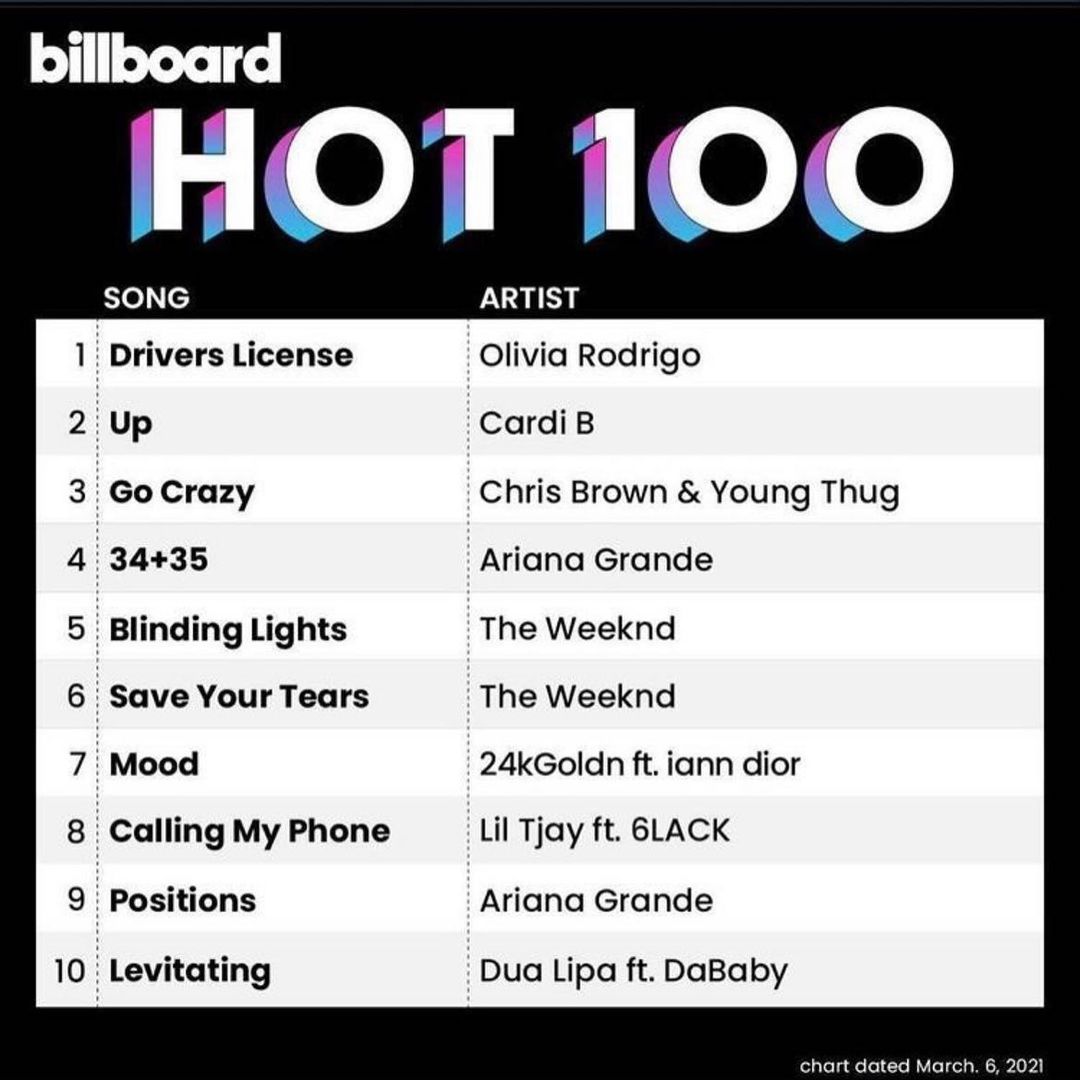 billboard
HOT 100
SONG ARTIST
1 Drivers License Olivia Rodrigo
2 Up Cardi B
3 Go Crazy Chris Brown & Young Thug
4 34+35 Ariana Grande
5 Blinding Lights The Weeknd
6 Save Your Tears The Weeknd
7 Mood 24kGoldn ft. iann dior
8 Calling My Phone Lil Tjay ft. 6LACK
9 Positions Ariana Grande
10 Levitating Dua Lipa ft. DaBaby
chart dated March. 6, 2021